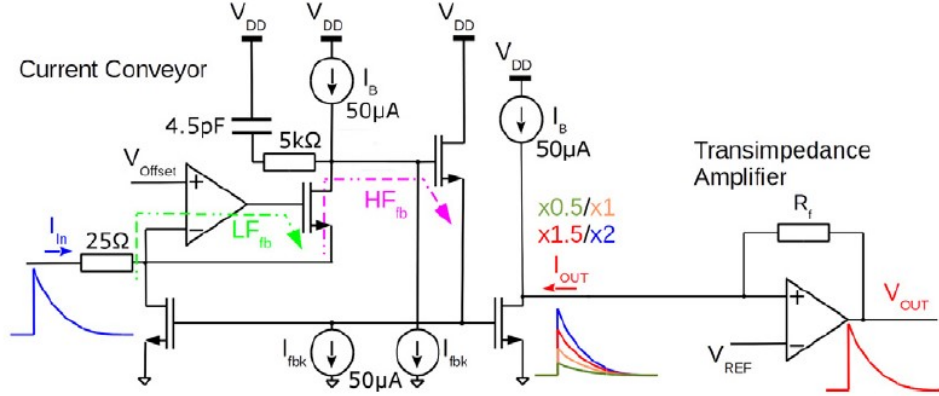 V_DD
V_DD
V_DD
V_DD
Current Conveyor
I_B
50µA
4.5pF
5kΩ
I_B
50µA
V_Offset
+
−
HF_fb
LF_fb
I_In
25Ω
x0.5/x1
x1.5/x2
I_OUT
Transimpedance
Amplifier
R_f
+
−
V_OUT
V_REF
I_fbk
50µA
I_fbk